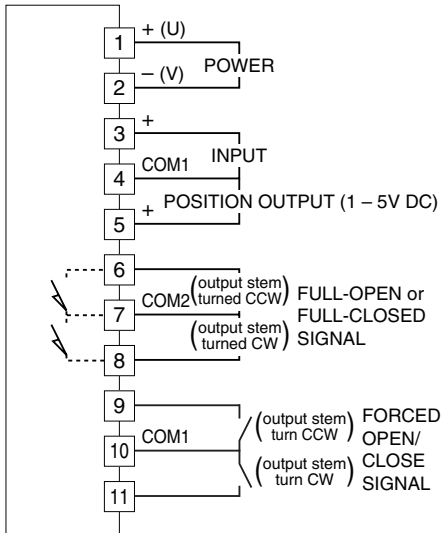 1 + (U)
POWER
2 – (V)
3 +
INPUT
4 COM1
POSITION OUTPUT (1 – 5V DC)
5 +
6
(output stem turned CCW)
7 COM2
FULL-OPEN or
FULL-CLOSED
SIGNAL
(output stem turned CW)
8
9
(output stem turn CCW)
10 COM1
FORCED
OPEN/
CLOSE
SIGNAL
(output stem turn CW)
11